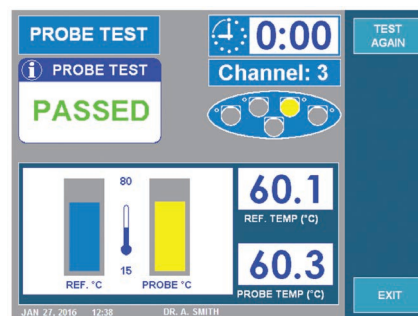 PROBE TEST
0:00
TEST
AGAIN
i PROBE TEST
PASSED
Channel: 3
80
15
REF. °C
PROBE °C
60.1
REF. TEMP (°C)
60.3
PROBE TEMP (°C)
EXIT
JAN 27, 2016 12:38 DR. A. SMITH